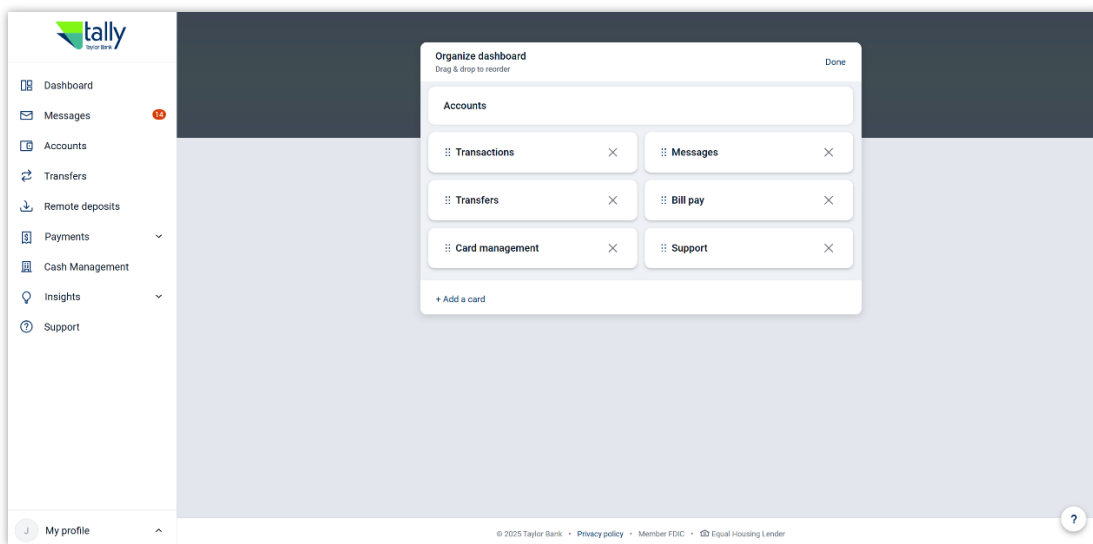 tally
Taylor Bank
Dashboard
Messages 14
Accounts
Transfers
Remote deposits
Payments
Cash Management
Insights
Support
J My profile
Organize dashboard
Drag & drop to reorder
Done
Accounts
Transactions
Messages
Transfers
Bill pay
Card management
Support
+ Add a card
© 2025 Taylor Bank • Privacy policy • Member FDIC • Equal Housing Lender
?